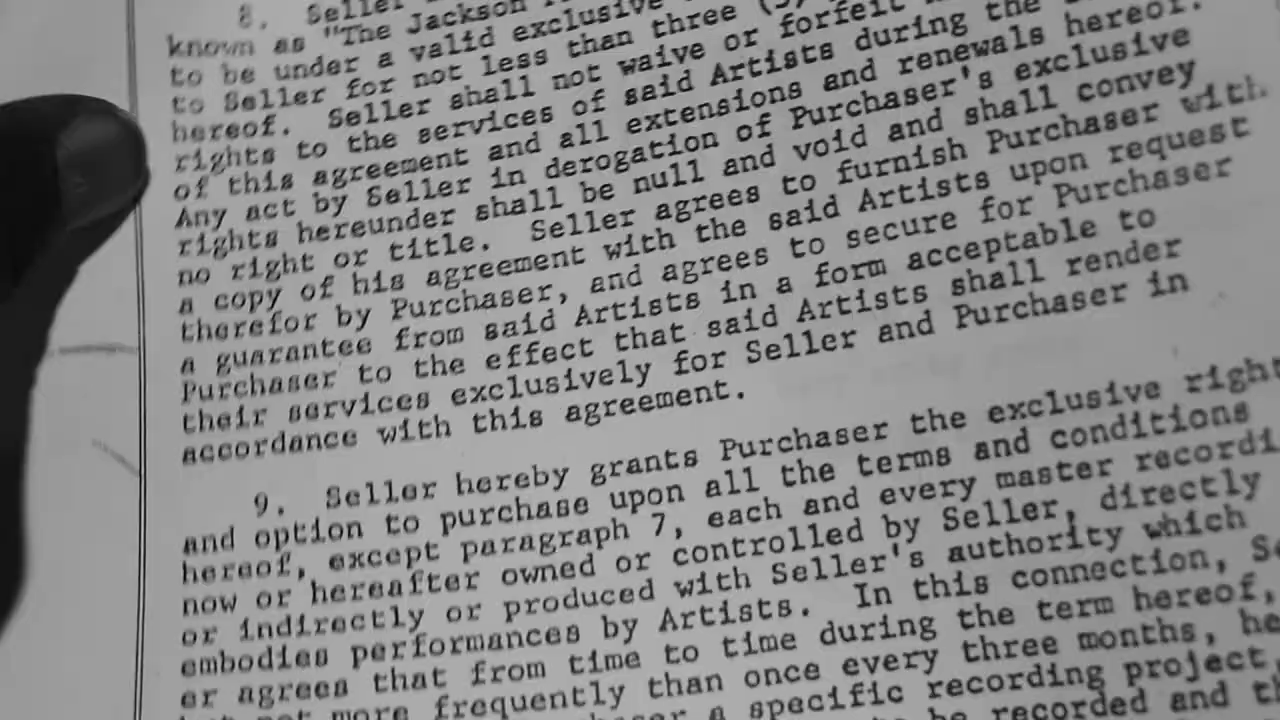 8. Seller
known as "The Jackson
to be under a valid exclusive
to Seller for not less than three (3)
hereof. Seller shall not waive or forfeit
rights to the services of said Artists during the
of this agreement and all extensions and renewals hereof.
Any act by Seller in derogation of Purchaser's exclusive
rights hereunder shall be null and void and shall convey
no right or title. Seller agrees to furnish Purchaser with
a copy of his agreement with the said Artists upon request
therefor by Purchaser, and agrees to secure for Purchaser
a guarantee from said Artists in a form acceptable to
Purchaser to the effect that said Artists shall render
their services exclusively for Seller and Purchaser in
accordance with this agreement.
9. Seller hereby grants Purchaser the exclusive right
and option to purchase upon all the terms and conditions
hereof, except paragraph 7, each and every master recordi
now or hereafter owned or controlled by Seller, directly
or indirectly or produced with Seller's authority which
embodies performances by Artists. In this connection, Se
er agrees that from time to time during the term hereof,
not more frequently than once every three months, he
a specific recording project,
be recorded and th